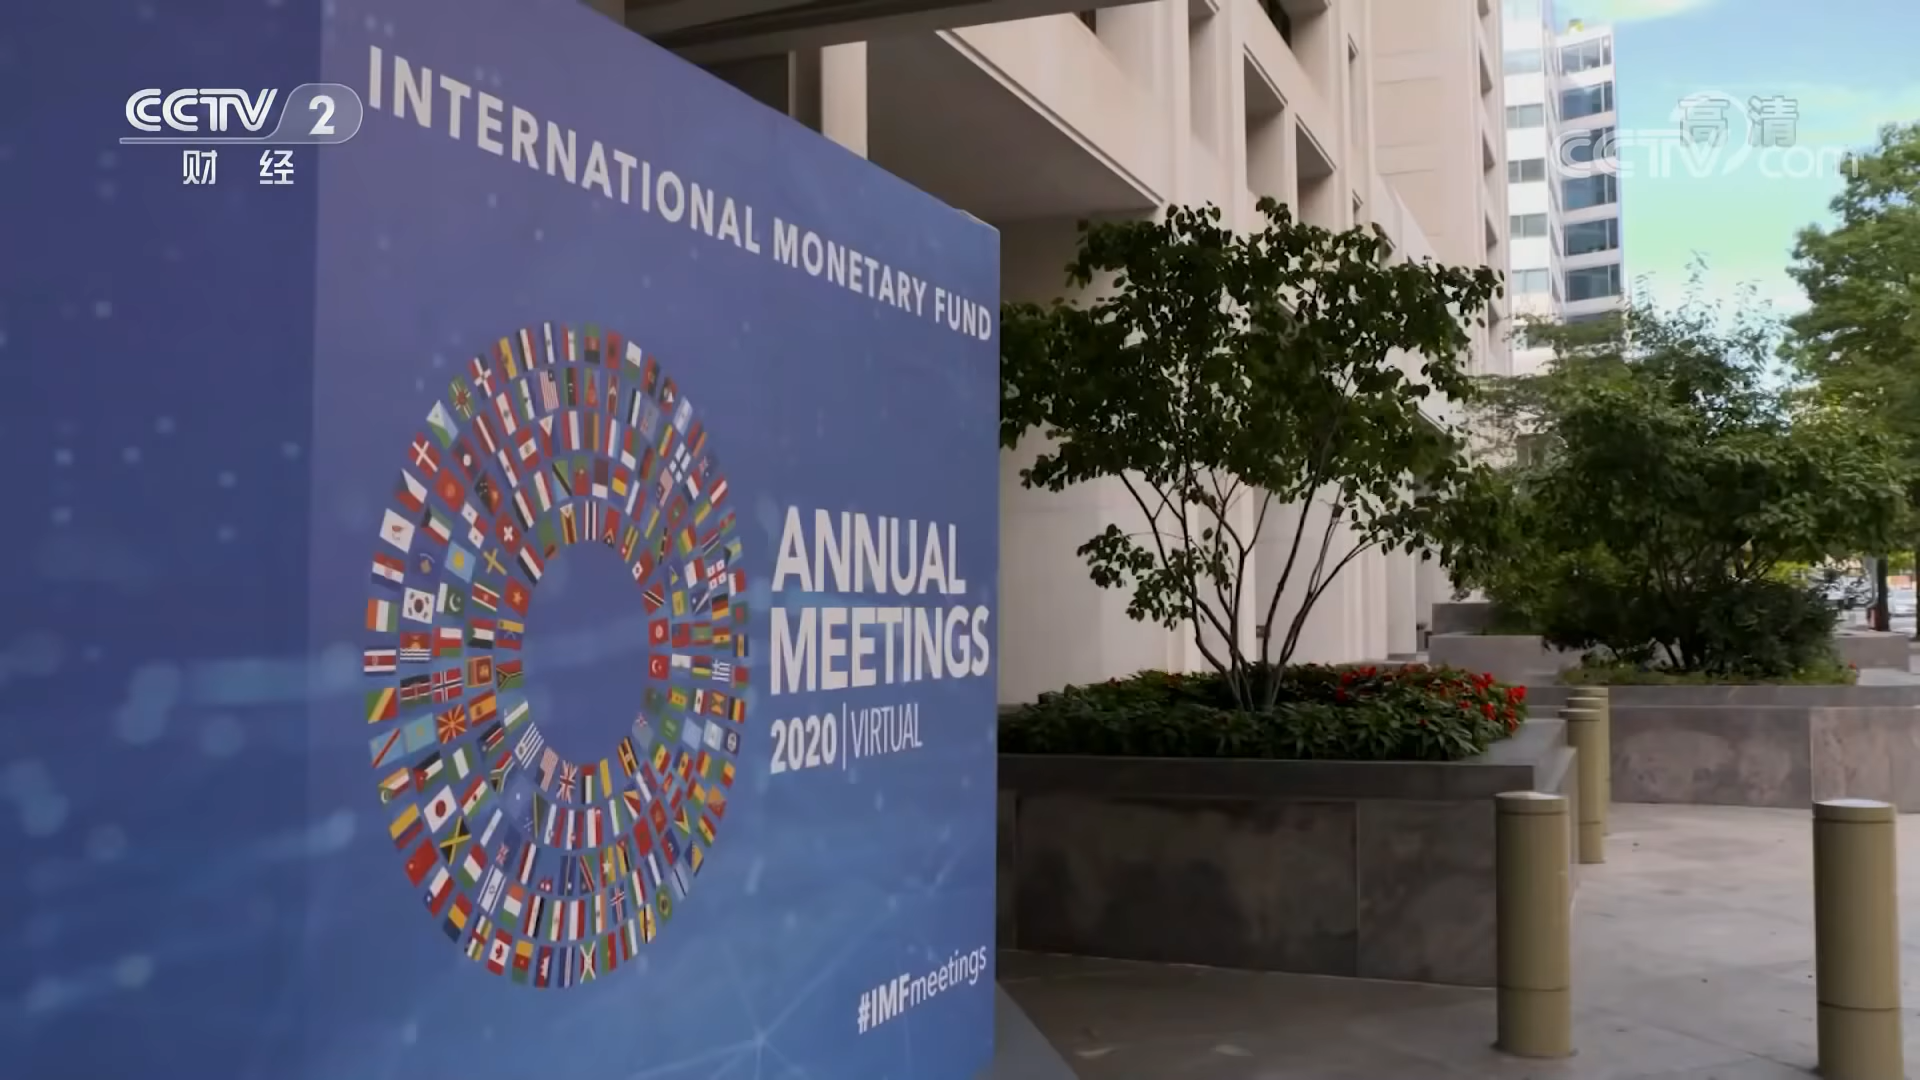 CCTV 2
财 经
高清
CCTV.com
INTERNATIONAL MONETARY FUND
ANNUAL
MEETINGS
2020|VIRTUAL
#IMFmeetings